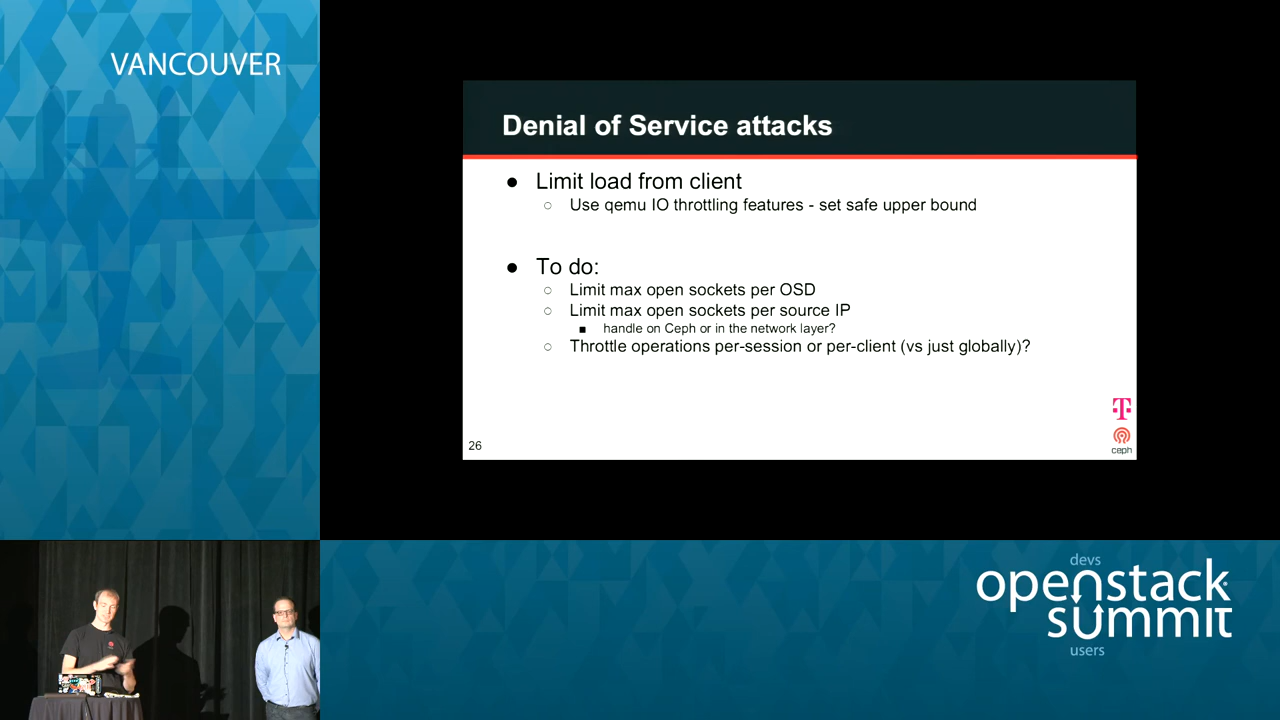 VANCOUVER
Denial of Service attacks
● Limit load from client
○ Use qemu IO throttling features - set safe upper bound
● To do:
○ Limit max open sockets per OSD
○ Limit max open sockets per source IP
■ handle on Ceph or in the network layer?
○ Throttle operations per-session or per-client (vs just globally)?
T
ceph
26
devs
openstack
summit
users